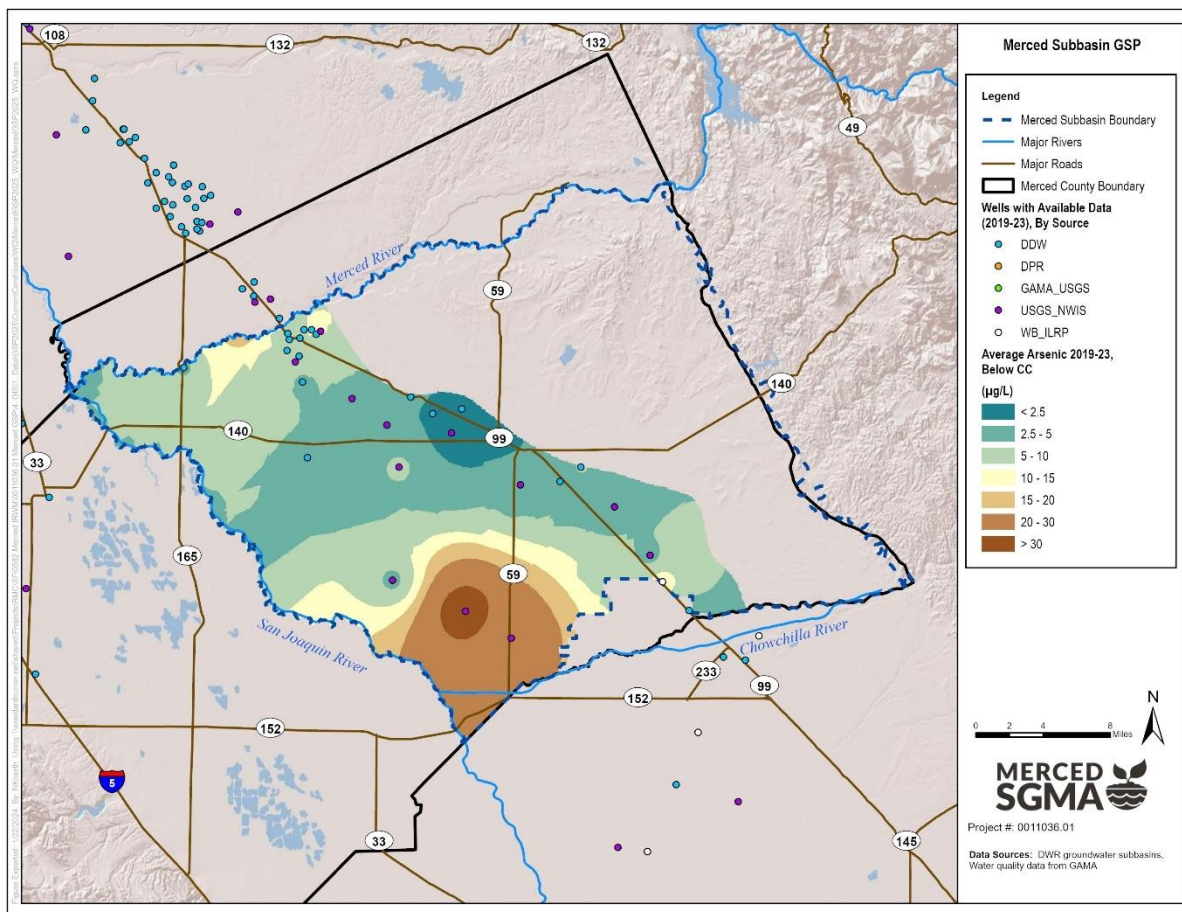 108
132
132
49
Merced River
59
140
140
99
33
165
59
San Joaquin River
Chowchilla River
233
99
152
152
5
33
145
Merced Subbasin GSP
Legend
Merced Subbasin Boundary
Major Rivers
Major Roads
Merced County Boundary
Wells with Available Data
(2019-23), By Source
DDW
DPR
GAMA_USGS
USGS_NWIS
WB_ILRP
Average Arsenic 2019-23,
Below CC
(µg/L)
< 2.5
2.5 - 5
5 - 10
10 - 15
15 - 20
20 - 30
> 30
N
0 2 4 8
Miles
MERCED
SGMA
Project #: 0011036.01
Data Sources: DWR groundwater subbasins,
Water quality data from GAMA